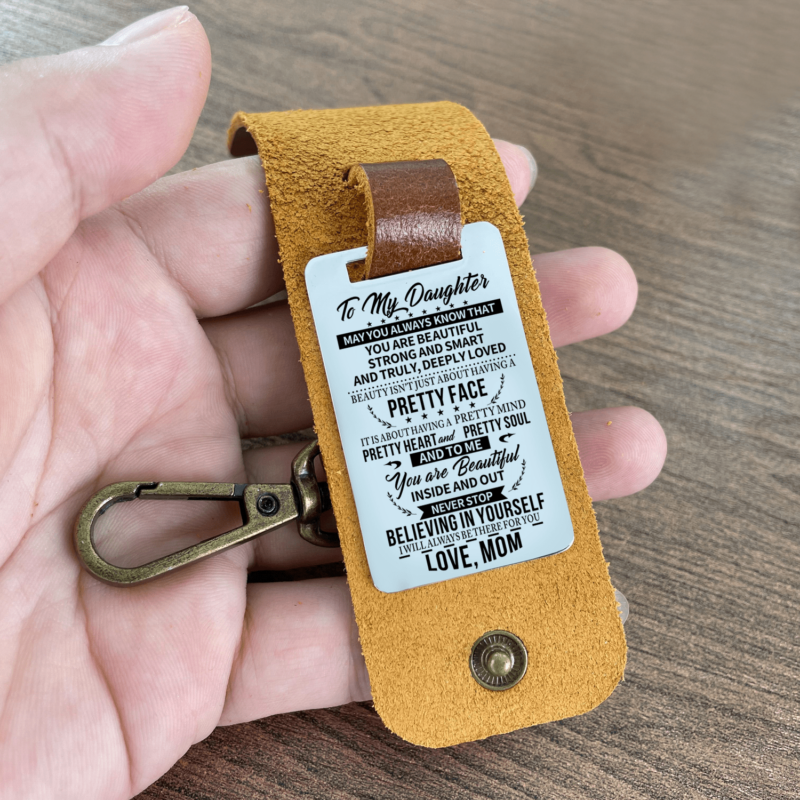 To My Daughter
MAY YOU ALWAYS KNOW THAT
YOU ARE BEAUTIFUL
STRONG AND SMART
AND TRULY, DEEPLY LOVED
BEAUTY ISN'T JUST ABOUT HAVING A
PRETTY FACE
IT IS ABOUT HAVING A PRETTY MIND
PRETTY HEART and PRETTY SOUL
AND TO ME
You are Beautiful
INSIDE AND OUT
NEVER STOP
BELIEVING IN YOURSELF
I WILL ALWAYS BE THERE FOR YOU
LOVE, MOM